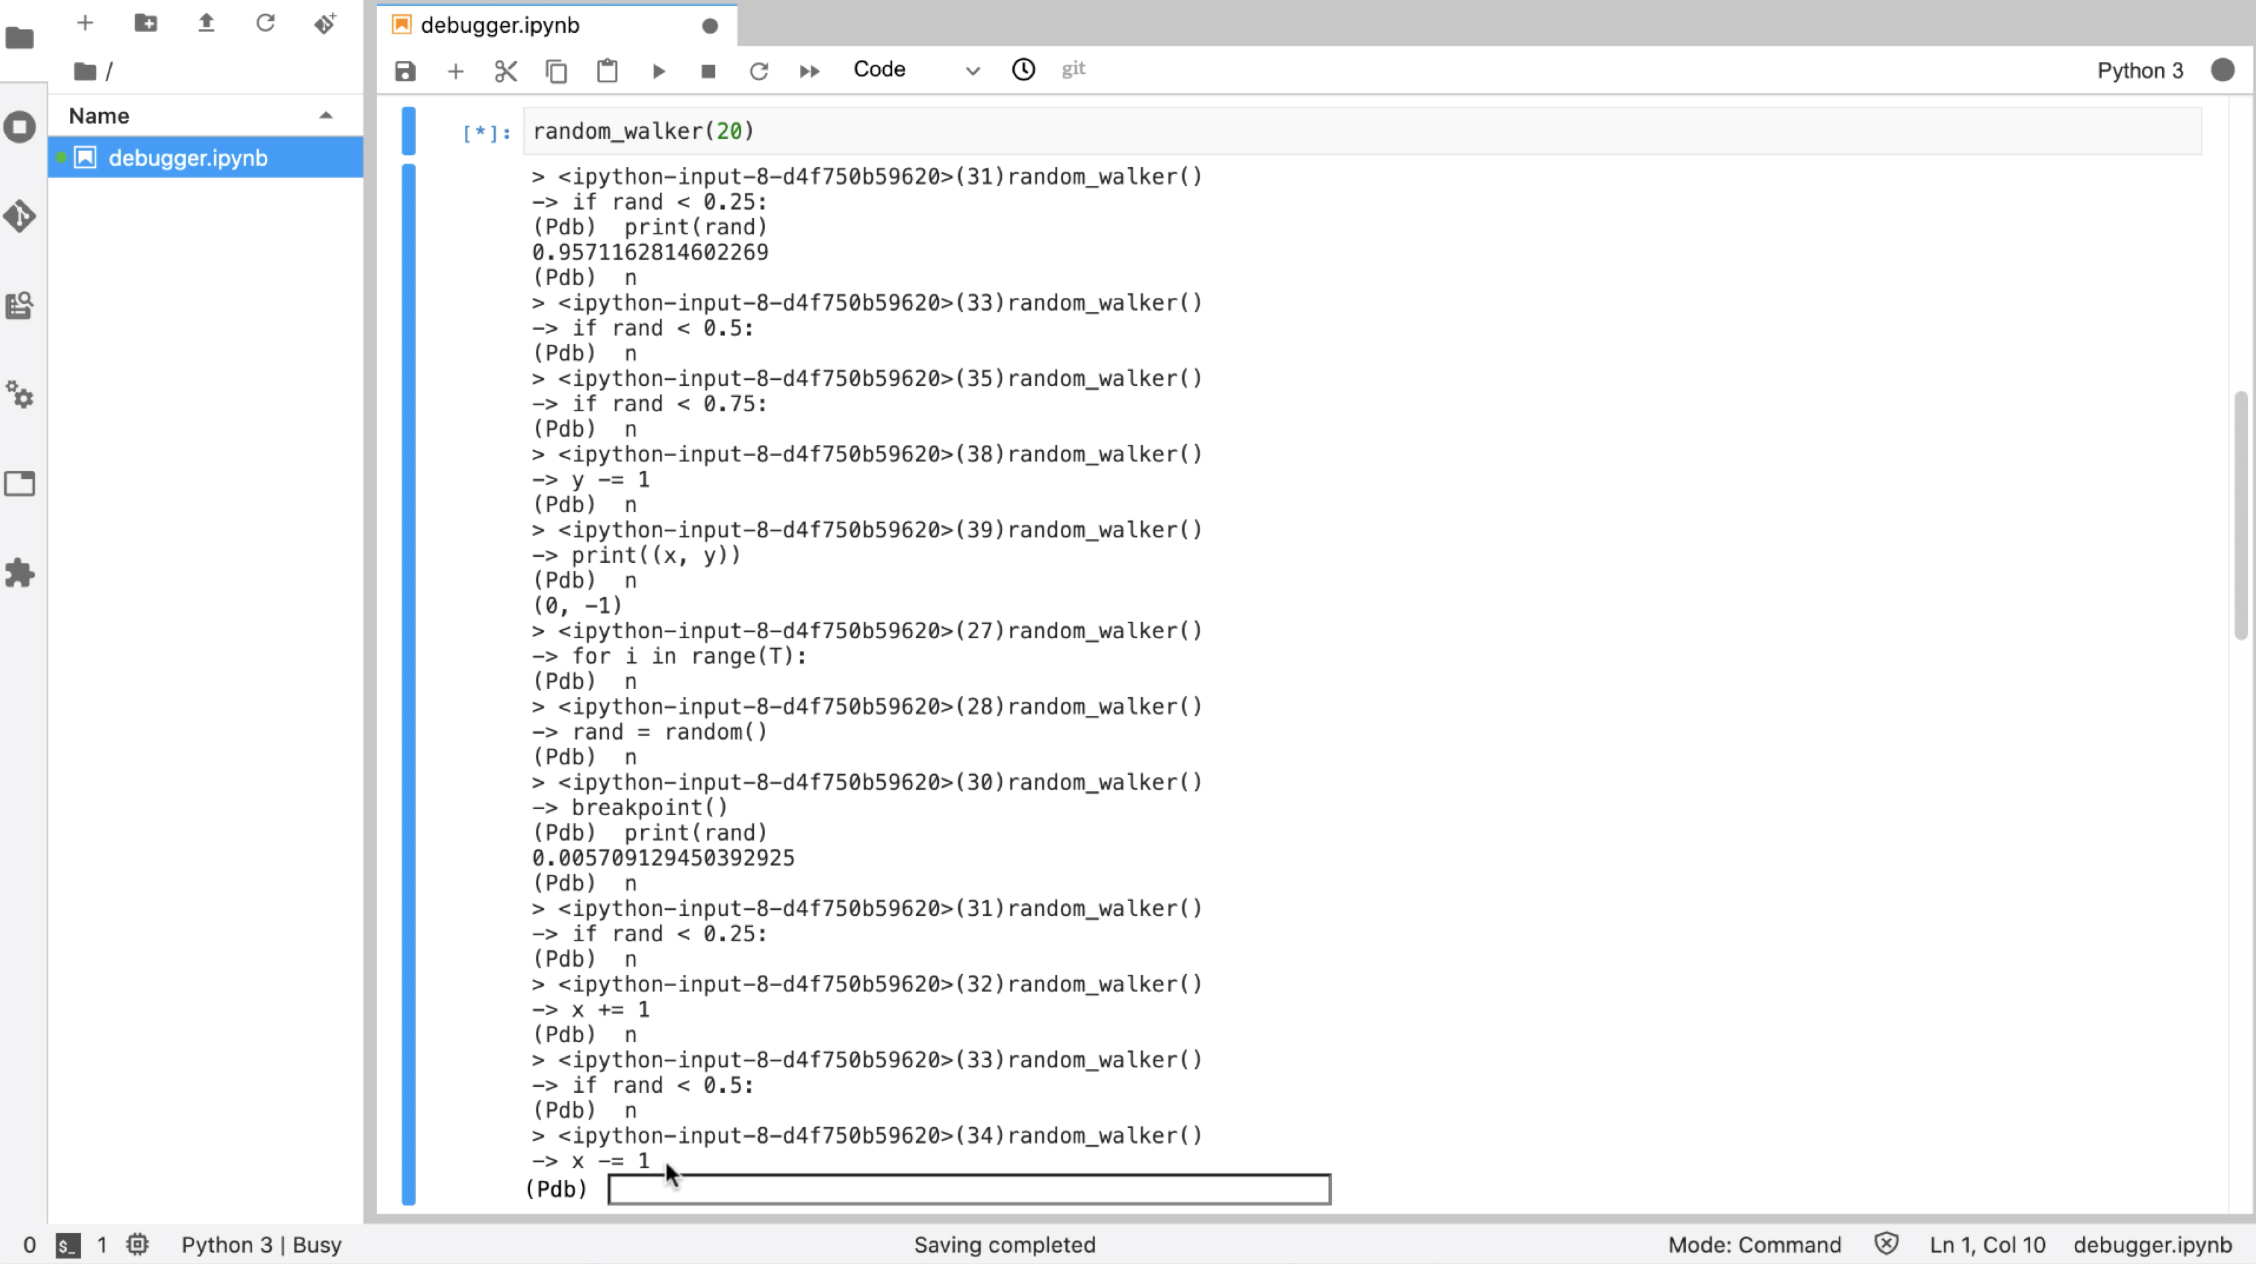 debugger.ipynb
/
Code
git
Python 3
Name
debugger.ipynb
[*]: random_walker(20)
> <ipython-input-8-d4f750b59620>(31)random_walker()
-> if rand < 0.25:
(Pdb)  print(rand)
0.9571162814602269
(Pdb)  n
> <ipython-input-8-d4f750b59620>(33)random_walker()
-> if rand < 0.5:
(Pdb)  n
> <ipython-input-8-d4f750b59620>(35)random_walker()
-> if rand < 0.75:
(Pdb)  n
> <ipython-input-8-d4f750b59620>(38)random_walker()
-> y -= 1
(Pdb)  n
> <ipython-input-8-d4f750b59620>(39)random_walker()
-> print((x, y))
(Pdb)  n
(0, -1)
> <ipython-input-8-d4f750b59620>(27)random_walker()
-> for i in range(T):
(Pdb)  n
> <ipython-input-8-d4f750b59620>(28)random_walker()
-> rand = random()
(Pdb)  n
> <ipython-input-8-d4f750b59620>(30)random_walker()
-> breakpoint()
(Pdb)  print(rand)
0.005709129450392925
(Pdb)  n
> <ipython-input-8-d4f750b59620>(31)random_walker()
-> if rand < 0.25:
(Pdb)  n
> <ipython-input-8-d4f750b59620>(32)random_walker()
-> x += 1
(Pdb)  n
> <ipython-input-8-d4f750b59620>(33)random_walker()
-> if rand < 0.5:
(Pdb)  n
> <ipython-input-8-d4f750b59620>(34)random_walker()
-> x -= 1
(Pdb)
0 $_ 1 Python 3 | Busy Saving completed Mode: Command Ln 1, Col 10 debugger.ipynb